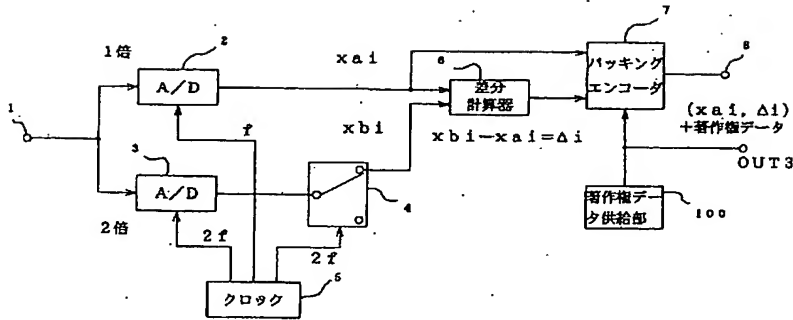 1倍
2
A/D
xai
7
パッキング
エンコーダ
8
6
差分
計算器
1
f
xbi
xbi-xai=Δi
(xai, Δi)
+著作権データ
OUT3
3
A/D
4
2倍
2f
2f
著作権デー
タ供給部
100
クロック
5